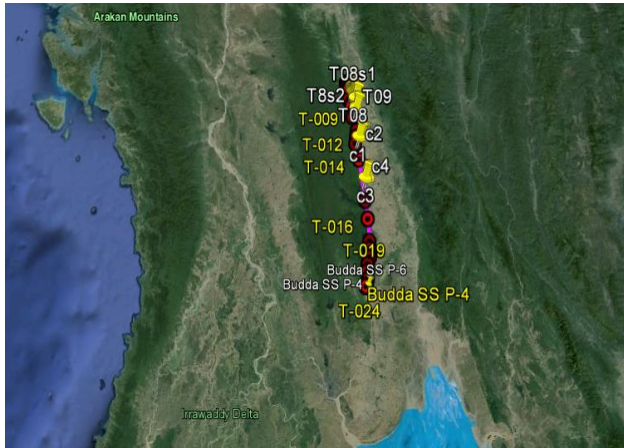 Arakan Mountains
T08s1
T8s2
T09
T-009
T08
c2
T-012
c1
T-014
c4
c3
T-016
T-019
Budda SS P-6
Budda SS P-4
Budda SS P-4
T-024
Irrawaddy Delta